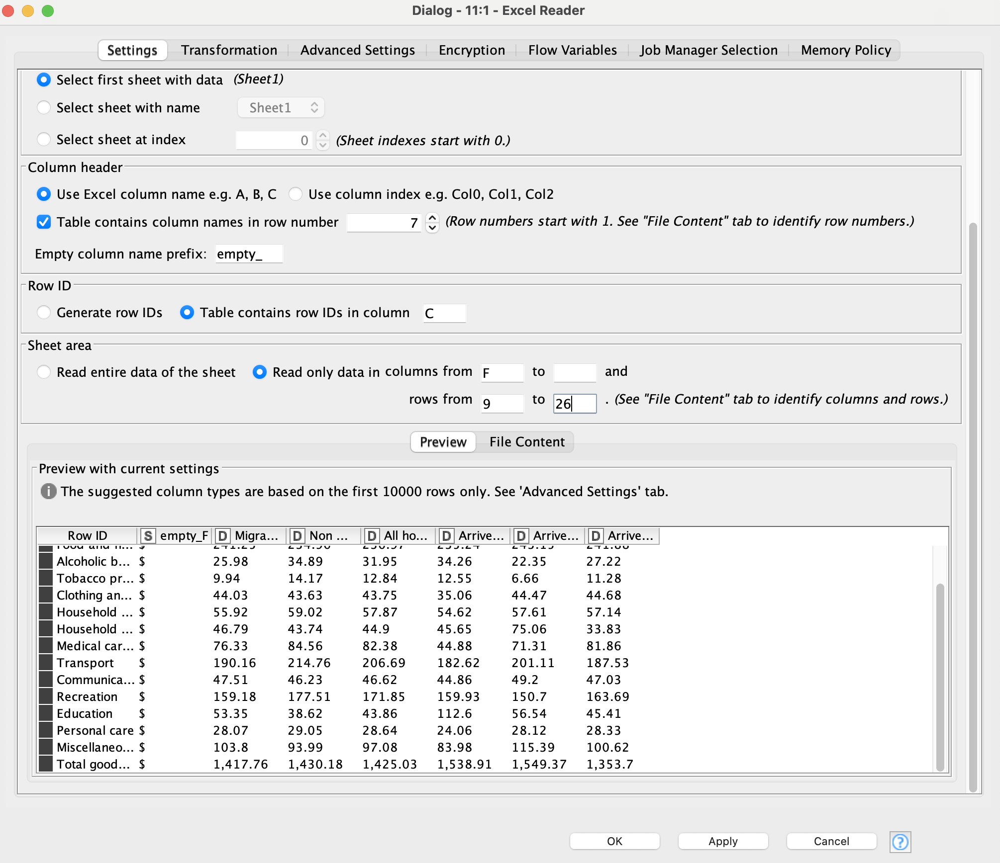 Dialog - 11:1 - Excel Reader
Settings Transformation Advanced Settings Encryption Flow Variables Job Manager Selection Memory Policy
Select first sheet with data (Sheet1)
Select sheet with name Sheet1
Select sheet at index 0 (Sheet indexes start with 0.)
Column header
Use Excel column name e.g. A, B, C Use column index e.g. Col0, Col1, Col2
Table contains column names in row number 7 (Row numbers start with 1. See "File Content" tab to identify row numbers.)
Empty column name prefix: empty_
Row ID
Generate row IDs Table contains row IDs in column C
Sheet area
Read entire data of the sheet Read only data in columns from F to and
rows from 9 to 26 . (See "File Content" tab to identify columns and rows.)
Preview File Content
Preview with current settings
The suggested column types are based on the first 10000 rows only. See 'Advanced Settings' tab.
Row ID S empty_F D Migra... D Non ... D All ho... D Arrive... D Arrive... D Arrive...
Alcoholic b... $ 25.98 34.89 31.95 34.26 22.35 27.22
Tobacco pr... $ 9.94 14.17 12.84 12.55 6.66 11.28
Clothing an... $ 44.03 43.63 43.75 35.06 44.47 44.68
Household ... $ 55.92 59.02 57.87 54.62 57.61 57.14
Household ... $ 46.79 43.74 44.9 45.65 75.06 33.83
Medical car... $ 76.33 84.56 82.38 44.88 71.31 81.86
Transport $ 190.16 214.76 206.69 182.62 201.11 187.53
Communica... $ 47.51 46.23 46.62 44.86 49.2 47.03
Recreation $ 159.18 177.51 171.85 159.93 150.7 163.69
Education $ 53.35 38.62 43.86 112.6 56.54 45.41
Personal care $ 28.07 29.05 28.64 24.06 28.12 28.33
Miscellaneo... $ 103.8 93.99 97.08 83.98 115.39 100.62
Total good... $ 1,417.76 1,430.18 1,425.03 1,538.91 1,549.37 1,353.7
OK Apply Cancel ?